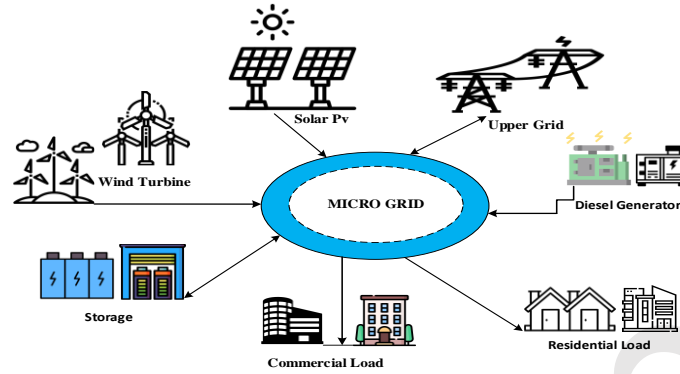 Solar Pv
Upper Grid
Wind Turbine
MICRO GRID
Diesel Generator
Storage
Commercial Load
Residential Load